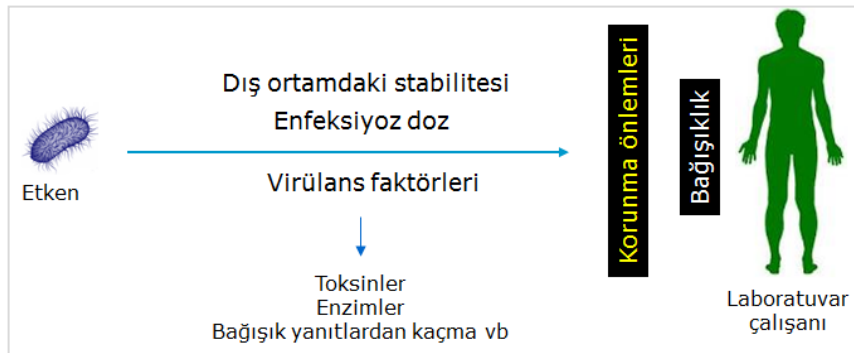 Dış ortamdaki stabilitesi
Enfeksiyoz doz
Etken
Virülans faktörleri
Toksinler
Enzimler
Bağışık yanıtlardan kaçma vb
Korunma önlemleri
Bağışıklık
Laboratuvar
çalışanı